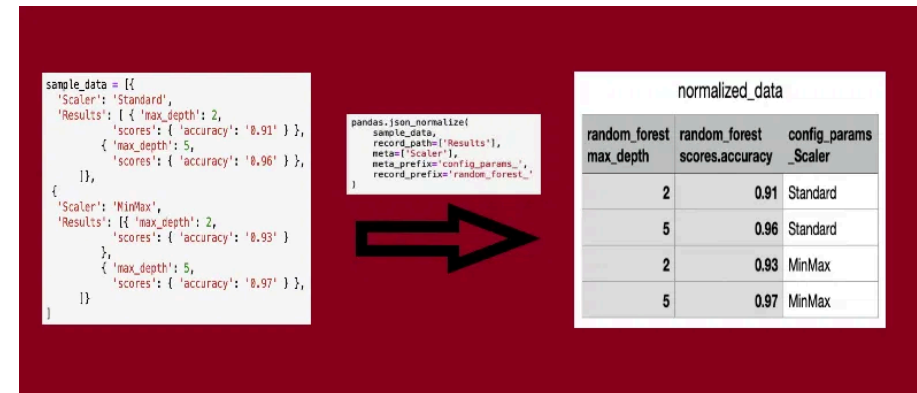 sample_data = [{
'Scaler': 'Standard',
'Results': [ { 'max_depth': 2,
'scores': { 'accuracy': '0.91' } },
{ 'max_depth': 5,
'scores': { 'accuracy': '0.96' } },
]},
{
'Scaler': 'MinMax',
'Results': [{ 'max_depth': 2,
'scores': { 'accuracy': '0.93' }
},
{ 'max_depth': 5,
'scores': { 'accuracy': '0.97' } },
]}
]
pandas.json_normalize(
sample_data,
record_path=['Results'],
meta=['Scaler'],
meta_prefix='config_params_',
record_prefix='random_forest_'
)
normalized_data
random_forest random_forest config_params
max_depth scores.accuracy _Scaler
2 0.91 Standard
5 0.96 Standard
2 0.93 MinMax
5 0.97 MinMax